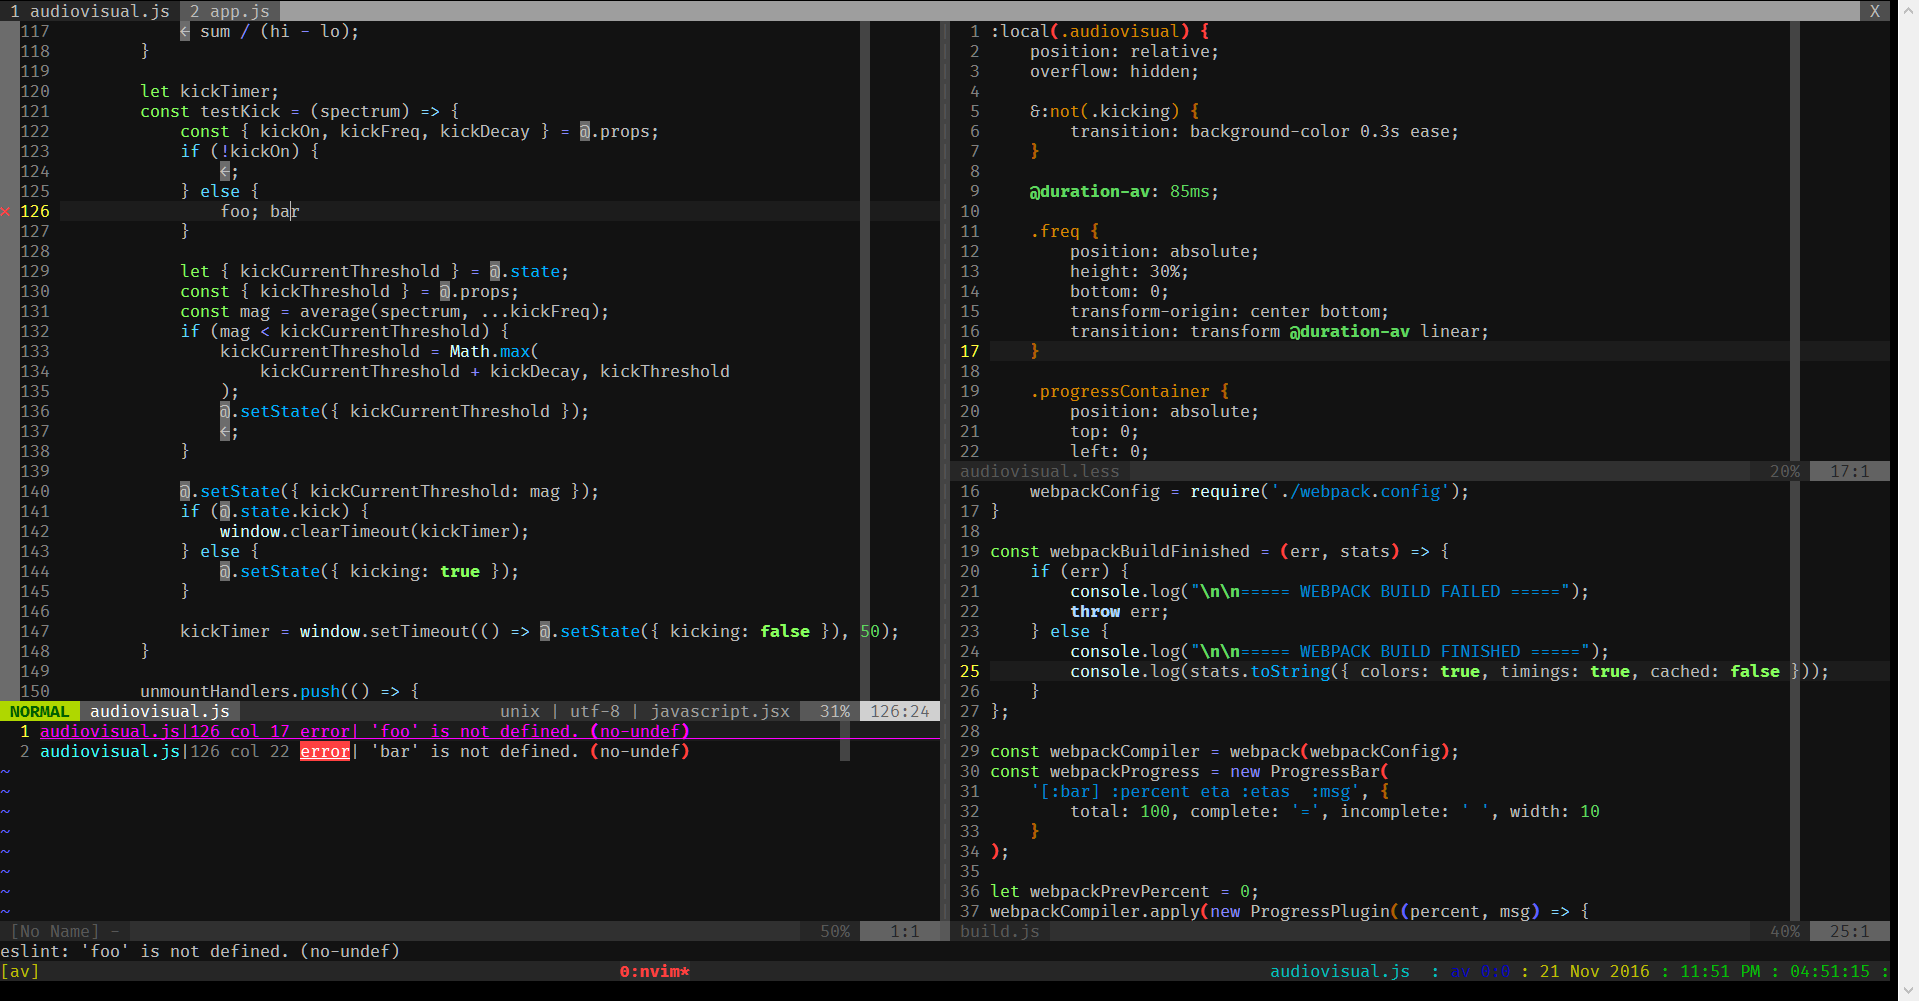 1 audiovisual.js  2 app.js X
117                 ← sum / (hi - lo);
118             }
119
120             let kickTimer;
121             const testKick = (spectrum) => {
122                 const { kickOn, kickFreq, kickDecay } = @.props;
123                 if (!kickOn) {
124                     ←;
125                 } else {
× 126                     foo; bar
127                 }
128
129                 let { kickCurrentThreshold } = @.state;
130                 const { kickThreshold } = @.props;
131                 const mag = average(spectrum, ...kickFreq);
132                 if (mag < kickCurrentThreshold) {
133                     kickCurrentThreshold = Math.max(
134                         kickCurrentThreshold + kickDecay, kickThreshold
135                     );
136                     @.setState({ kickCurrentThreshold });
137                     ←;
138                 }
139
140                 @.setState({ kickCurrentThreshold: mag });
141                 if (@.state.kick) {
142                     window.clearTimeout(kickTimer);
143                 } else {
144                     @.setState({ kicking: true });
145                 }
146
147                 kickTimer = window.setTimeout(() => @.setState({ kicking: false }), 50);
148             }
149
150             unmountHandlers.push(() => {
NORMAL  audiovisual.js unix | utf-8 | javascript.jsx 31% 126:24
1 audiovisual.js|126 col 17 error| 'foo' is not defined. (no-undef)
2 audiovisual.js|126 col 22 error| 'bar' is not defined. (no-undef)
~
~
~
~
~
~
~
~
[No Name] - 50% 1:1
1 :local(.audiovisual) {
2     position: relative;
3     overflow: hidden;
4
5     &:not(.kicking) {
6         transition: background-color 0.3s ease;
7     }
8
9     @duration-av: 85ms;
10
11     .freq {
12         position: absolute;
13         height: 30%;
14         bottom: 0;
15         transform-origin: center bottom;
16         transition: transform @duration-av linear;
17     }
18
19     .progressContainer {
20         position: absolute;
21         top: 0;
22         left: 0;
audiovisual.less 20% 17:1
16     webpackConfig = require('./webpack.config');
17 }
18
19 const webpackBuildFinished = (err, stats) => {
20     if (err) {
21         console.log("\n\n===== WEBPACK BUILD FAILED =====");
22         throw err;
23     } else {
24         console.log("\n\n===== WEBPACK BUILD FINISHED =====");
25         console.log(stats.toString({ colors: true, timings: true, cached: false }));
26     }
27 };
28
29 const webpackCompiler = webpack(webpackConfig);
30 const webpackProgress = new ProgressBar(
31     '[:bar] :percent eta :etas  :msg', {
32         total: 100, complete: '=', incomplete: ' ', width: 10
33     }
34 );
35
36 let webpackPrevPercent = 0;
37 webpackCompiler.apply(new ProgressPlugin((percent, msg) => {
build.js 40% 25:1
eslint: 'foo' is not defined. (no-undef)
[av] 0:nvim* audiovisual.js : av 0:0 : 21 Nov 2016 : 11:51 PM : 04:51:15 :